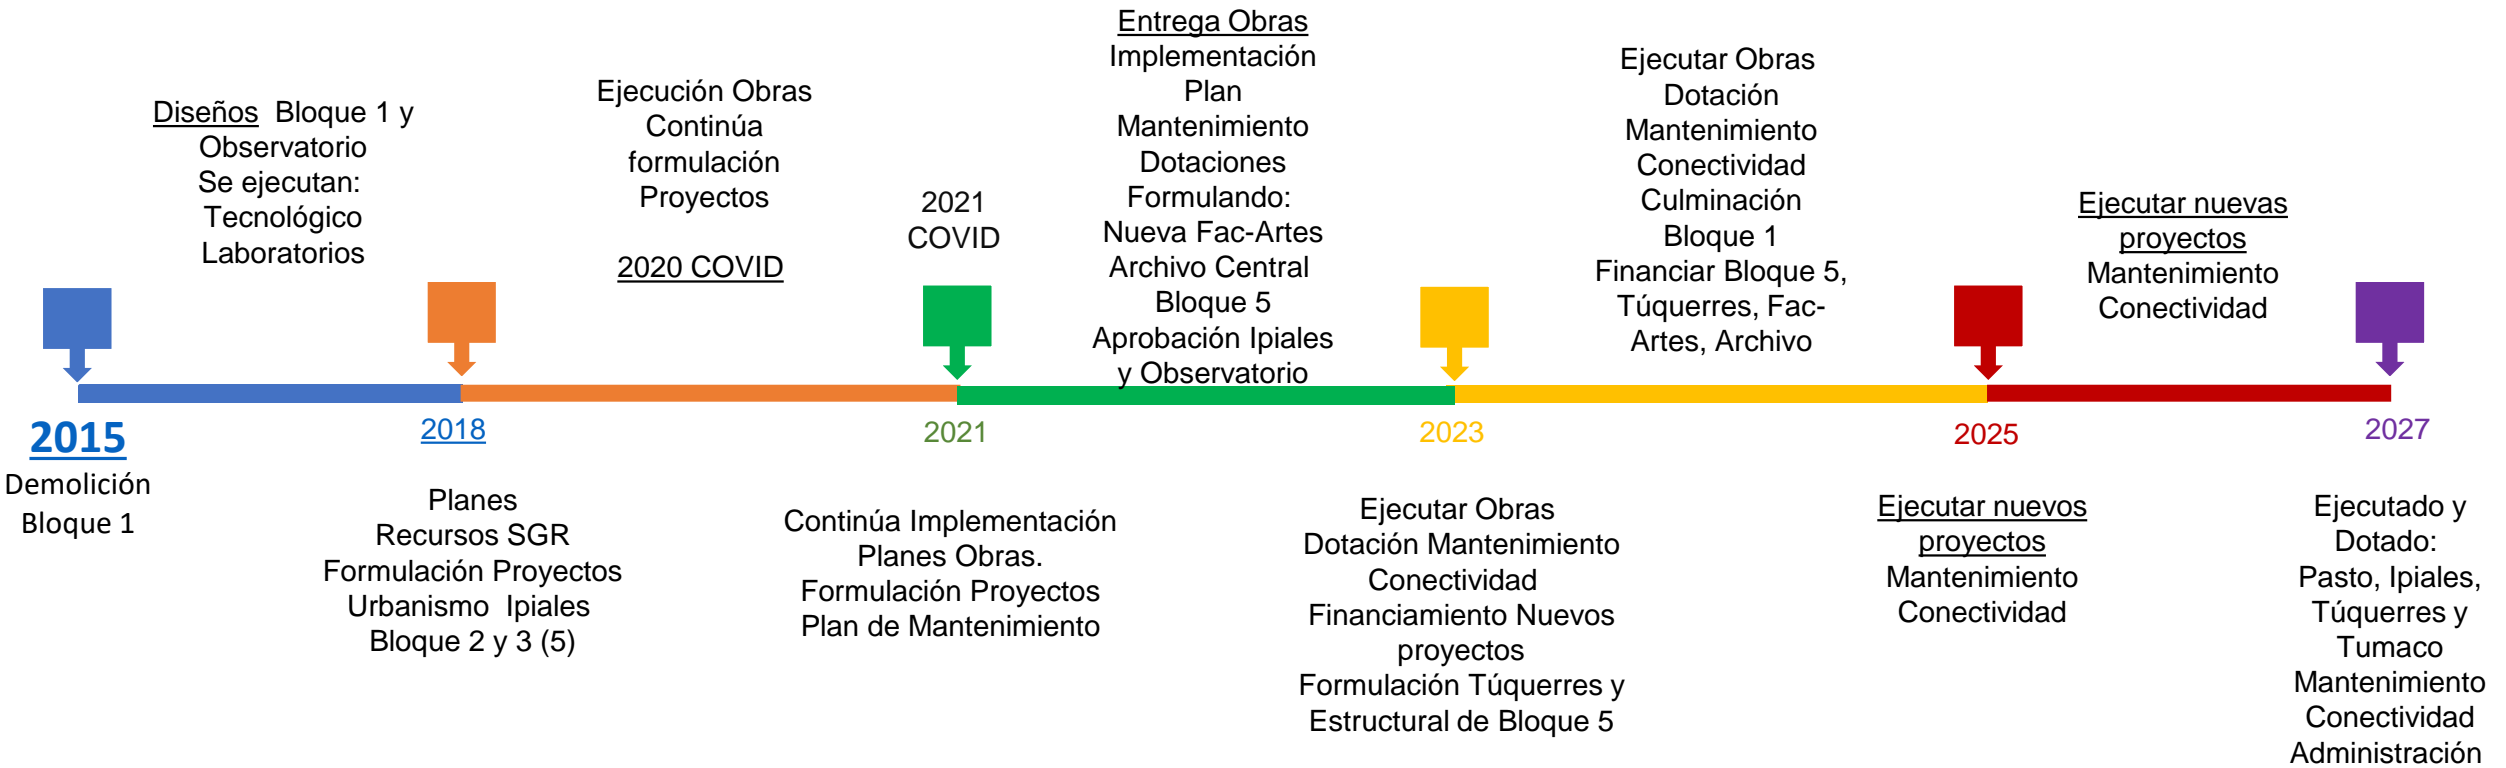 Diseños Bloque 1 y
Observatorio
Se ejecutan:
Tecnológico
Laboratorios
Ejecución Obras
Continúa
formulación
Proyectos
2020 COVID
2021
COVID
Entrega Obras
Implementación
Plan
Mantenimiento
Dotaciones
Formulando:
Nueva Fac-Artes
Archivo Central
Bloque 5
Aprobación Ipiales
y Observatorio
Ejecutar Obras
Dotación
Mantenimiento
Conectividad
Culminación
Bloque 1
Financiar Bloque 5,
Túquerres, Fac-
Artes, Archivo
Ejecutar nuevas
proyectos
Mantenimiento
Conectividad
2015
Demolición
Bloque 1
2018
Planes
Recursos SGR
Formulación Proyectos
Urbanismo Ipiales
Bloque 2 y 3 (5)
2021
Continúa Implementación
Planes Obras.
Formulación Proyectos
Plan de Mantenimiento
2023
Ejecutar Obras
Dotación Mantenimiento
Conectividad
Financiamiento Nuevos
proyectos
Formulación Túquerres y
Estructural de Bloque 5
2025
Ejecutar nuevos
proyectos
Mantenimiento
Conectividad
2027
Ejecutado y
Dotado:
Pasto, Ipiales,
Túquerres y
Tumaco
Mantenimiento
Conectividad
Administración